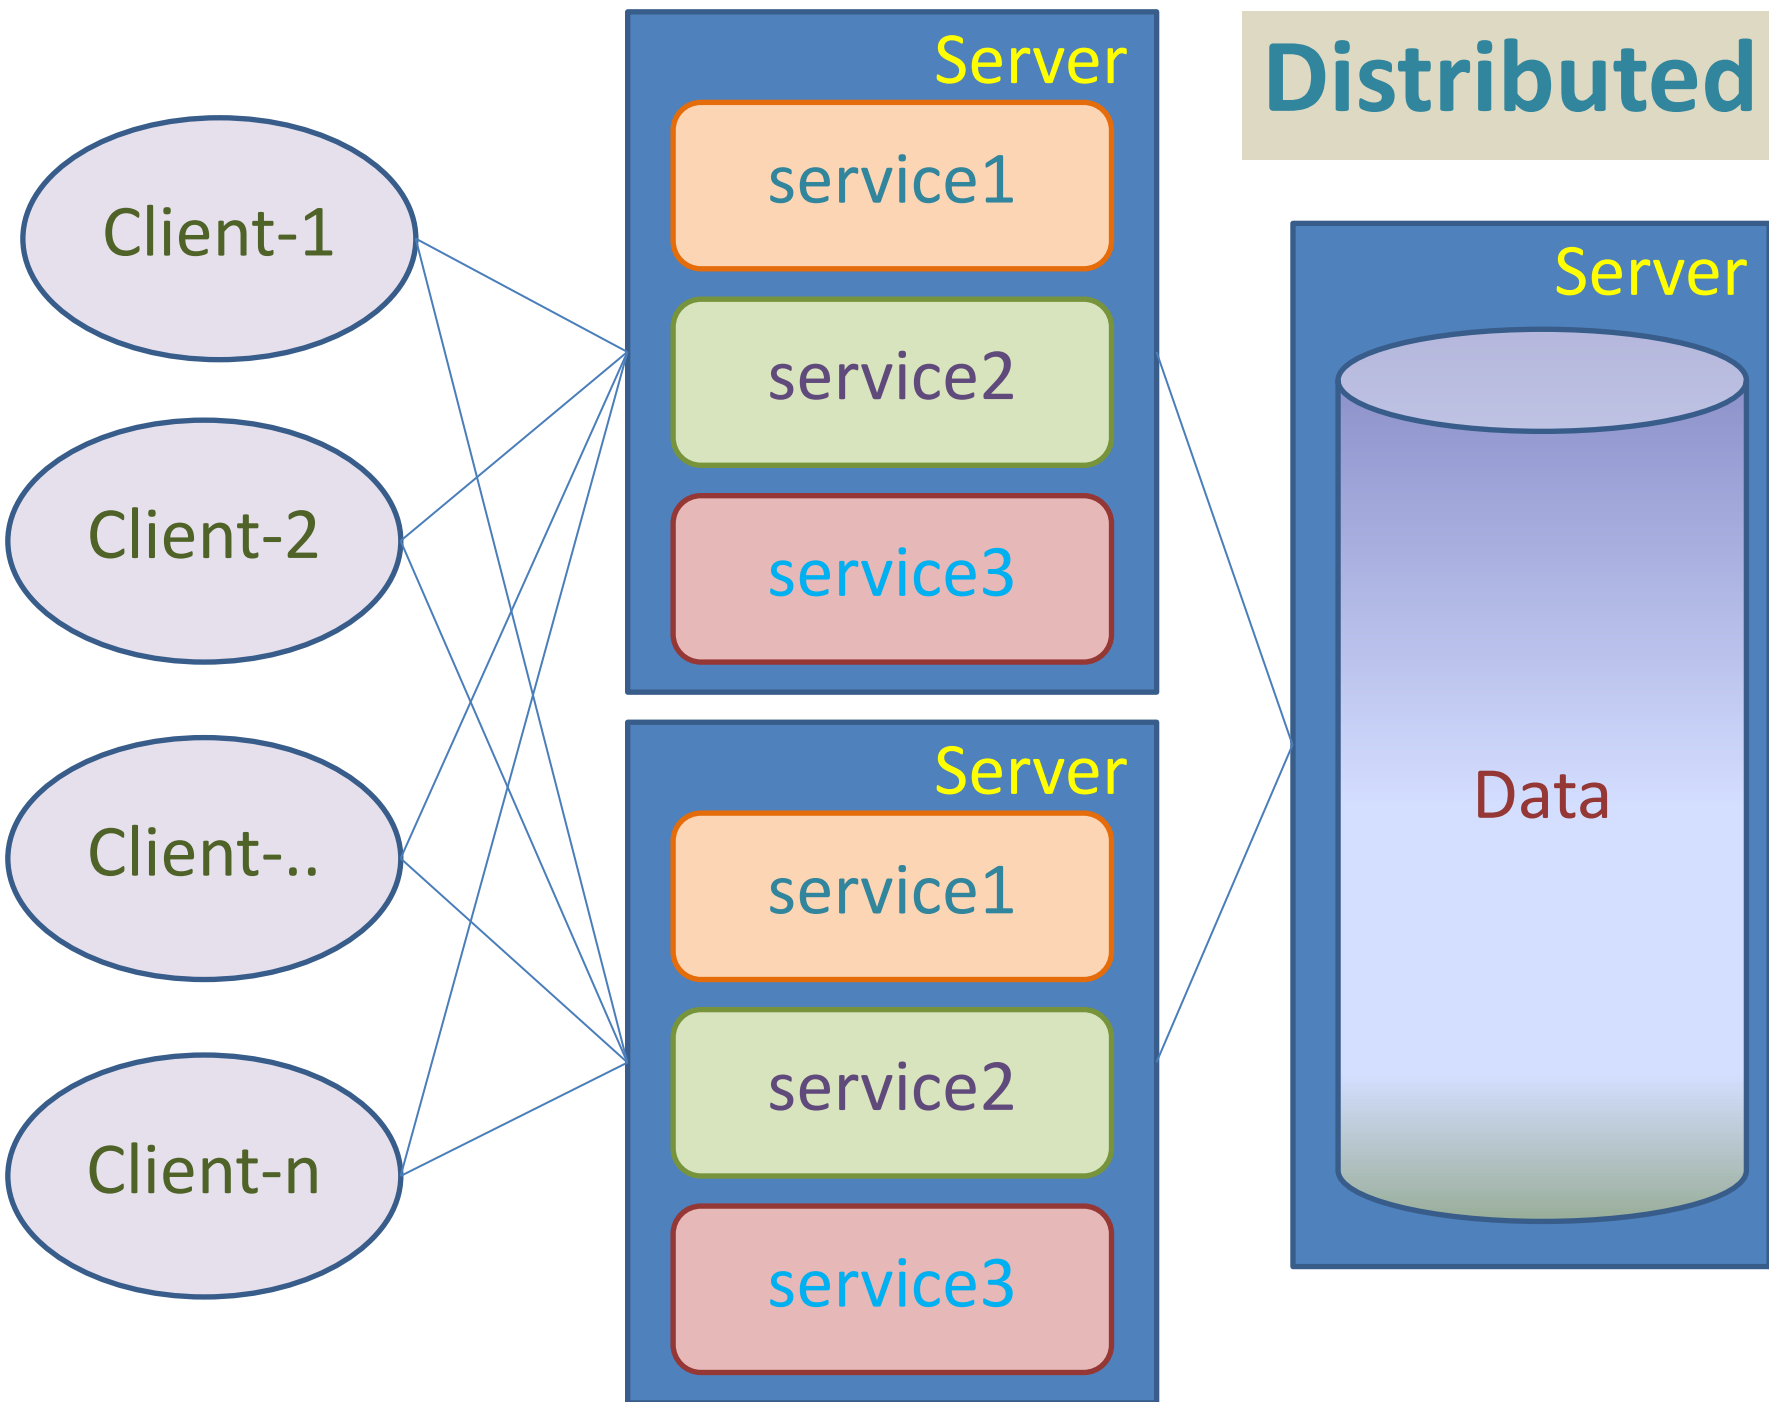 Distributed
Client-1
Client-2
Client-..
Client-n
Server
service1
service2
service3
Server
service1
service2
service3
Server
Data